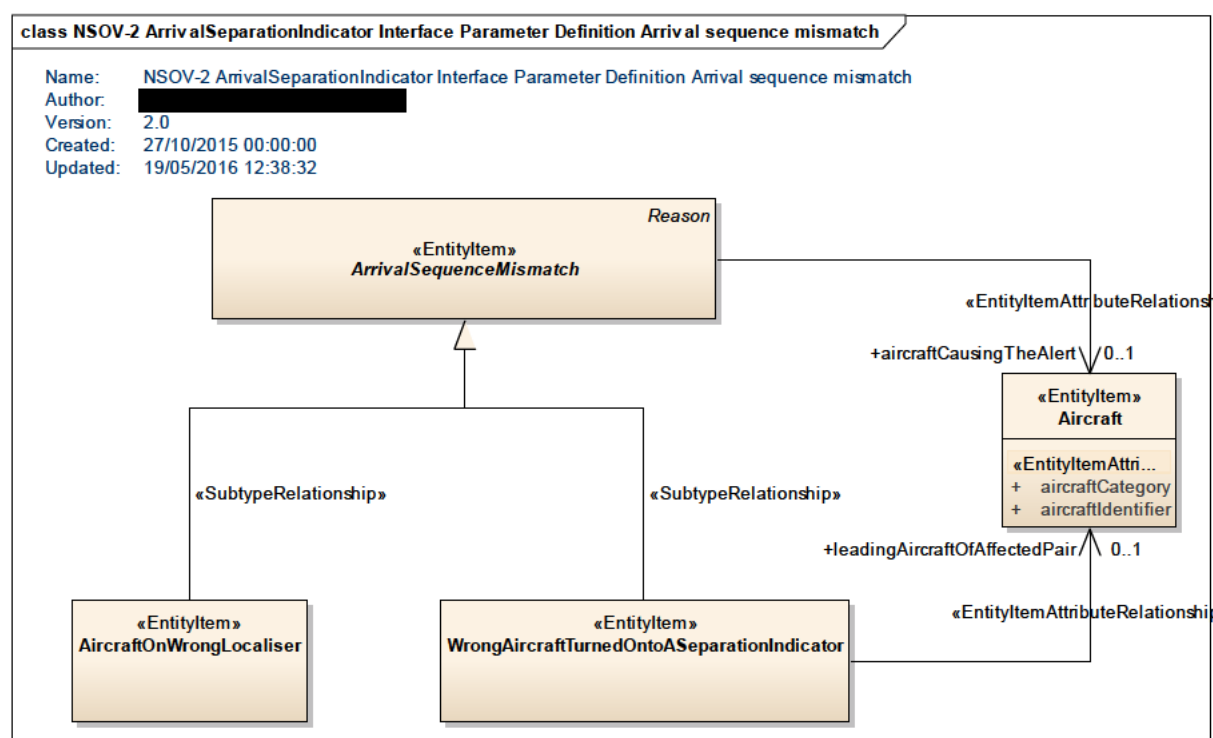 class NSOV-2 ArrivalSeparationIndicator Interface Parameter Definition Arrival sequence mismatch
Name: NSOV-2 ArrivalSeparationIndicator Interface Parameter Definition Arrival sequence mismatch
Author:
Version: 2.0
Created: 27/10/2015 00:00:00
Updated: 19/05/2016 12:38:32
Reason
«EntityItem»
ArrivalSequenceMismatch
«EntityItemAttributeRelationsh
+aircraftCausingTheAlert 0..1
«EntityItem»
Aircraft
«EntityItemAttri...
+ aircraftCategory
+ aircraftIdentifier
«SubtypeRelationship» «SubtypeRelationship»
+leadingAircraftOfAffectedPair 0..1
«EntityItemAttributeRelationship
«EntityItem»
AircraftOnWrongLocaliser
«EntityItem»
WrongAircraftTurnedOntoASeparationIndicator